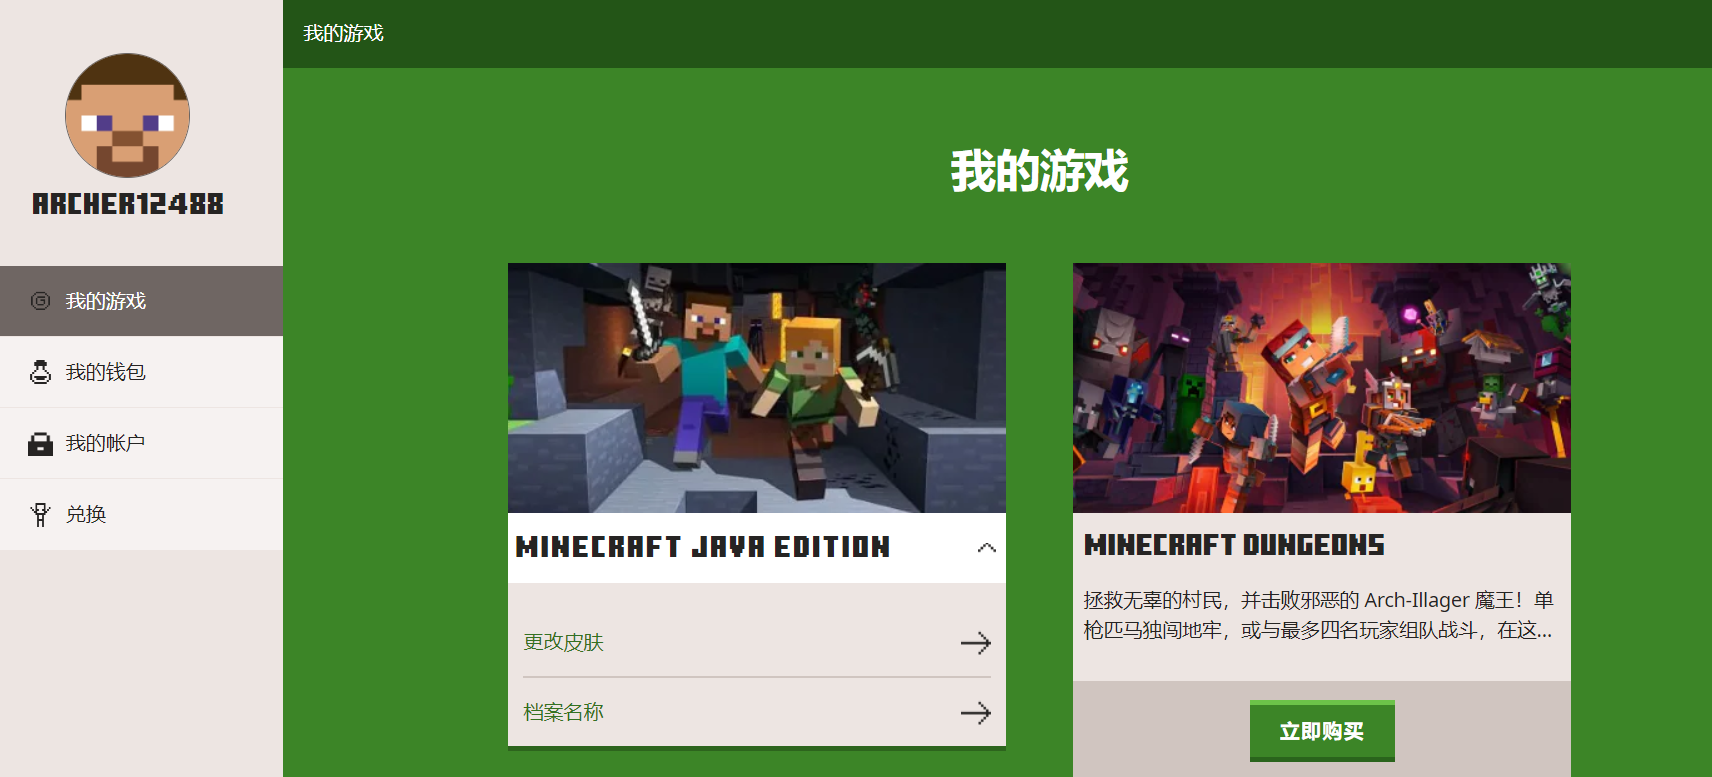 我的游戏
ARCHER12488
我的游戏
我的钱包
我的帐户
兑换
我的游戏
MINECRAFT JAVA EDITION
更改皮肤
档案名称
MINECRAFT DUNGEONS
拯救无辜的村民，并击败邪恶的 Arch-Illager 魔王！单
枪匹马独闯地牢，或与最多四名玩家组队战斗，在这...
立即购买